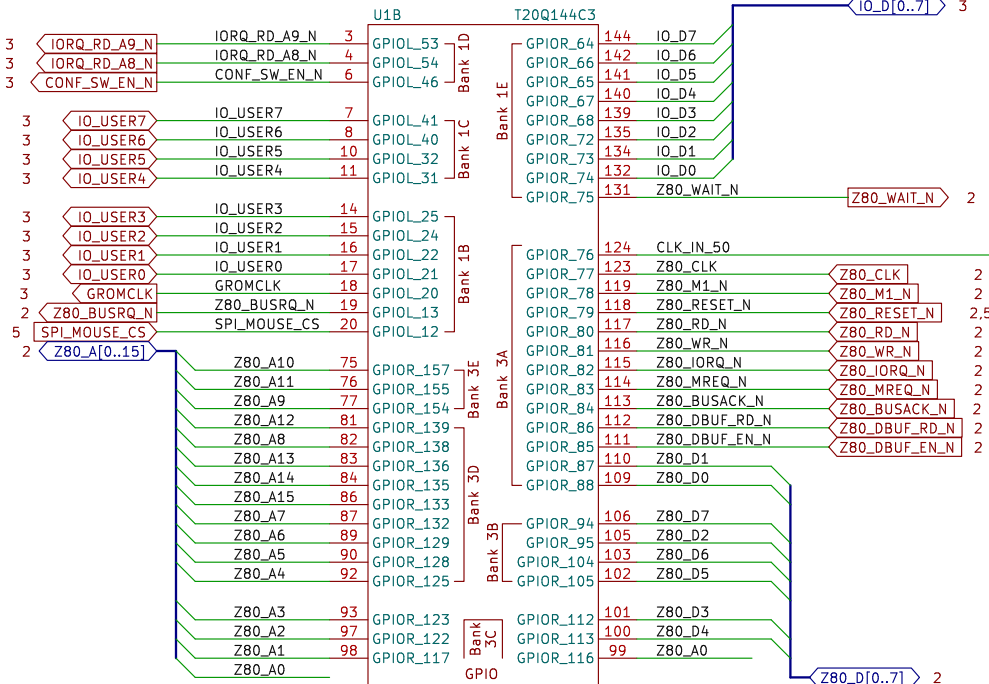 U1B T20Q144C3 IO_D[0..7] 3
3 IORQ_RD_A9_N IORQ_RD_A9_N 3 GPIOL_53 GPIOR_64 144 IO_D7
3 IORQ_RD_A8_N IORQ_RD_A8_N 4 GPIOL_54 GPIOR_66 142 IO_D6
3 CONF_SW_EN_N CONF_SW_EN_N 6 GPIOL_46 Bank 1D GPIOR_65 141 IO_D5
GPIOR_67 140 IO_D4
3 IO_USER7 IO_USER7 7 GPIOL_41 Bank 1E GPIOR_68 139 IO_D3
3 IO_USER6 IO_USER6 8 GPIOL_40 GPIOR_72 135 IO_D2
3 IO_USER5 IO_USER5 10 GPIOL_32 Bank 1C GPIOR_73 134 IO_D1
3 IO_USER4 IO_USER4 11 GPIOL_31 GPIOR_74 132 IO_D0
GPIOR_75 131 Z80_WAIT_N Z80_WAIT_N 2
3 IO_USER3 IO_USER3 14 GPIOL_25
3 IO_USER2 IO_USER2 15 GPIOL_24
3 IO_USER1 IO_USER1 16 GPIOL_22 GPIOR_76 124 CLK_IN_50
3 IO_USER0 IO_USER0 17 GPIOL_21 Bank 1B GPIOR_77 123 Z80_CLK Z80_CLK 2
3 GROMCLK GROMCLK 18 GPIOL_20 GPIOR_78 119 Z80_M1_N Z80_M1_N 2
2 Z80_BUSRQ_N Z80_BUSRQ_N 19 GPIOL_13 GPIOR_79 118 Z80_RESET_N Z80_RESET_N 2,5
5 SPI_MOUSE_CS SPI_MOUSE_CS 20 GPIOL_12 GPIOR_80 117 Z80_RD_N Z80_RD_N 2
2 Z80_A[0..15] GPIOR_81 116 Z80_WR_N Z80_WR_N 2
Z80_A10 75 GPIOR_157 GPIOR_82 115 Z80_IORQ_N Z80_IORQ_N 2
Z80_A11 76 GPIOR_155 Bank 3E Bank 3A GPIOR_83 114 Z80_MREQ_N Z80_MREQ_N 2
Z80_A9 77 GPIOR_154 GPIOR_84 113 Z80_BUSACK_N Z80_BUSACK_N 2
Z80_A12 81 GPIOR_139 GPIOR_86 112 Z80_DBUF_RD_N Z80_DBUF_RD_N 2
Z80_A8 82 GPIOR_138 GPIOR_85 111 Z80_DBUF_EN_N Z80_DBUF_EN_N 2
Z80_A13 83 GPIOR_136 GPIOR_87 110 Z80_D1
Z80_A14 84 GPIOR_135 GPIOR_88 109 Z80_D0
Z80_A15 86 GPIOR_133 Bank 3D
Z80_A7 87 GPIOR_132 GPIOR_94 106 Z80_D7
Z80_A6 89 GPIOR_129 GPIOR_95 105 Z80_D2
Z80_A5 90 GPIOR_128 Bank 3B GPIOR_104 103 Z80_D6
Z80_A4 92 GPIOR_125 GPIOR_105 102 Z80_D5
Z80_A3 93 GPIOR_123 GPIOR_112 101 Z80_D3
Z80_A2 97 GPIOR_122 Bank 3C GPIOR_113 100 Z80_D4
Z80_A1 98 GPIOR_117 GPIOR_116 99 Z80_A0
Z80_A0 GPIO Z80_D[0..7] 2